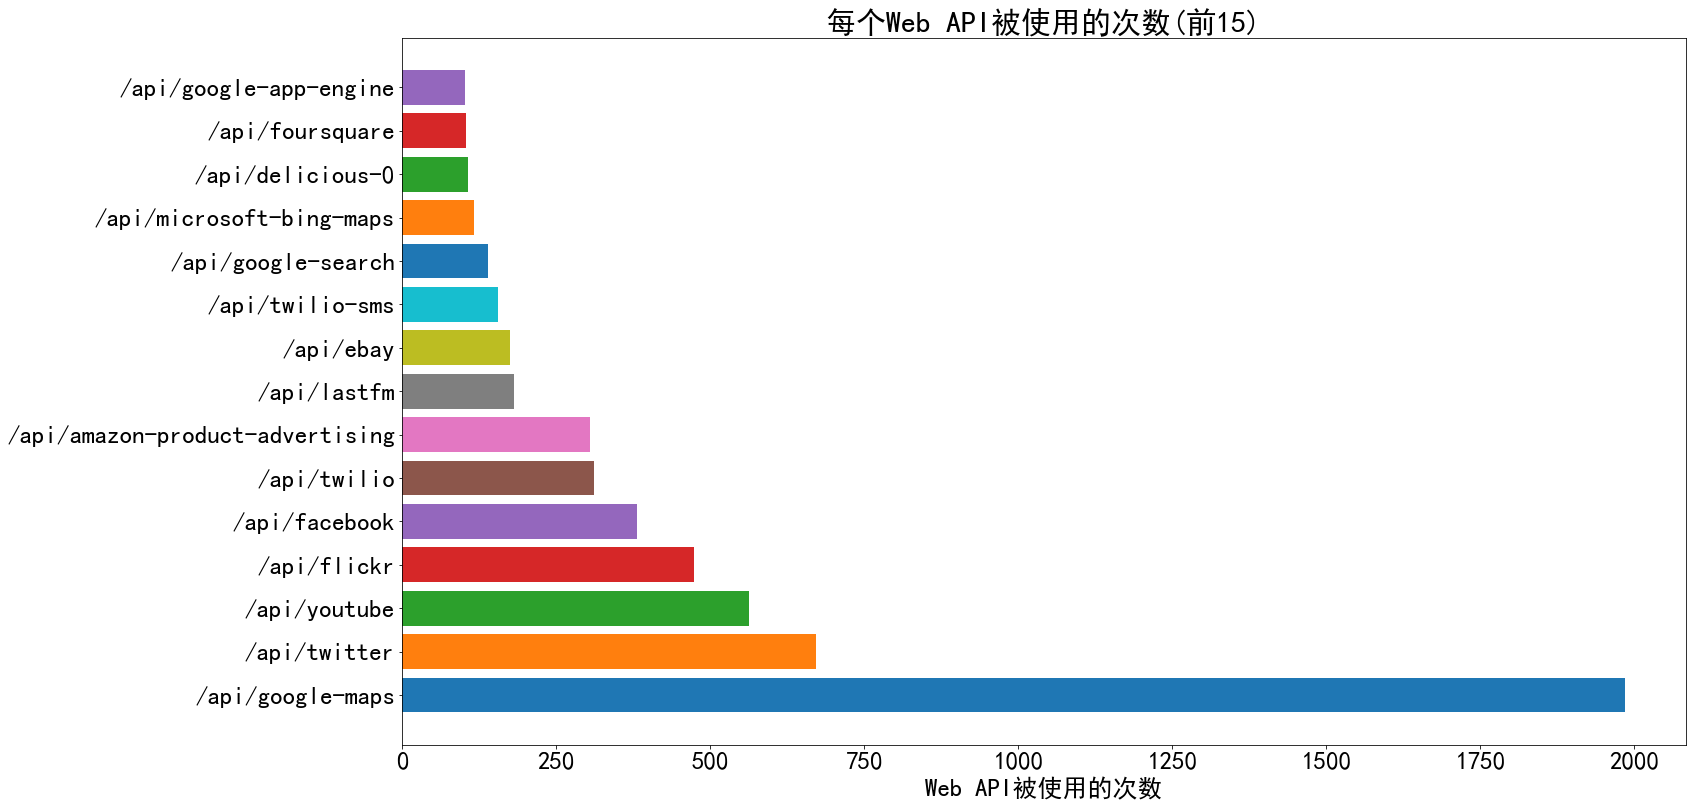 每个Web API被使用的次数(前15)
/api/google-app-engine
/api/foursquare
/api/delicious-0
/api/microsoft-bing-maps
/api/google-search
/api/twilio-sms
/api/ebay
/api/lastfm
/api/amazon-product-advertising
/api/twilio
/api/facebook
/api/flickr
/api/youtube
/api/twitter
/api/google-maps
0 250 500 750 1000 1250 1500 1750 2000
Web API被使用的次数